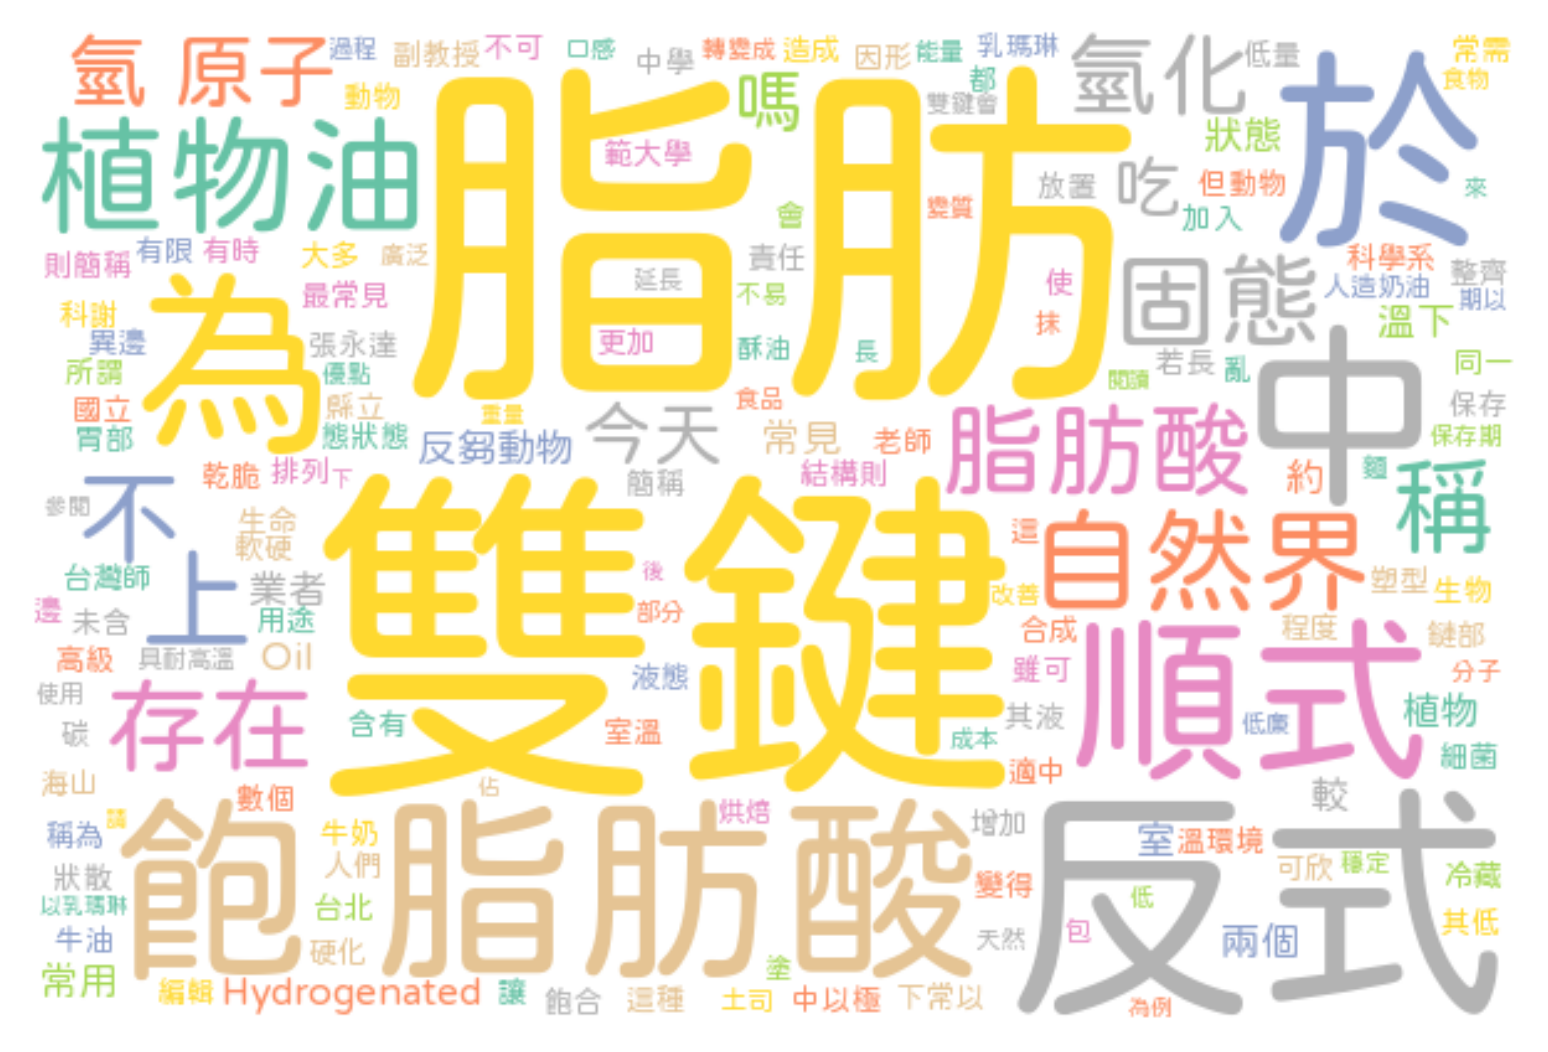 氫 原子
過程
副教授
不可
口感
中學
轉變成
造成
因形
能量
乳瑪琳
都
氫化
低量
常需
食物
動物
植物油
脂肪
範大學
嗎
雙鍵會
狀態
於
放置
吃
但動物
來
會
變質
加入
則簡稱
有限
有時
大多
廣泛
責任
延長
不易
使
固態
科學系
整齊
人造奶油
期以
為
最常見
科謝
異邊
張永達
更加
酥油
長
抹
溫下
若長
亂
同一
所謂
優點
閱讀
中
國立
縣立
重量
食品
保存
胃部
態狀態
反芻動物
今天
常見
老師
脂肪酸
保存期
乾脆
排列
下
簡稱
結構則
約
麵
稱
參閱
不
生命
軟硬
雙鍵
這
自然界
台灣師
上
業者
後
改善
塑型
生物
邊
未含
用途
部分
合成
程度
鏈部
高級
具耐高溫
Oil
液態
雖可
順式
分子
使用
存在
碳
含有
室溫
其液
低廉
植物
成本
細菌
海山
數個
佔
適中
較
稱為
請
飽脂肪酸
牛奶
烘焙
增加
反式
室
溫環境
人們
可欣
穩定
狀散
變得
冷藏
以乳瑪琳
台北
低
牛油
硬化
天然
包
兩個
其低
常用
塗
編輯
Hydrogenated
讓
飽合
這種
土司
中以極
下常以
為例